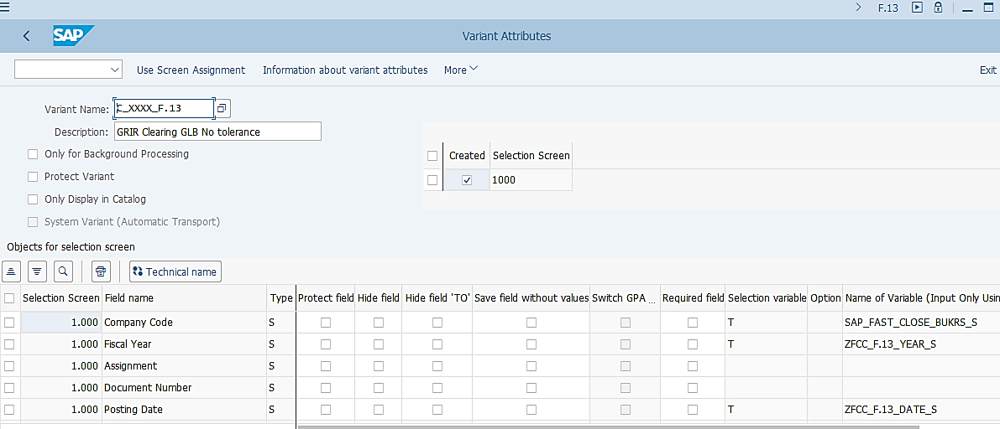 F.13
SAP
Variant Attributes
Use Screen Assignment Information about variant attributes More Exit
Variant Name: C_XXXX_F.13
Description: GRIR Clearing GLB No tolerance
Only for Background Processing
Protect Variant
Only Display in Catalog
System Variant (Automatic Transport)
Created Selection Screen
1000
Objects for selection screen
Technical name
Selection Screen Field name Type Protect field Hide field Hide field 'TO' Save field without values Switch GPA ... Required field Selection variable Option Name of Variable (Input Only Usin
1.000 Company Code S T SAP_FAST_CLOSE_BUKRS_S
1.000 Fiscal Year S T ZFCC_F.13_YEAR_S
1.000 Assignment S
1.000 Document Number S
1.000 Posting Date S T ZFCC_F.13_DATE_S